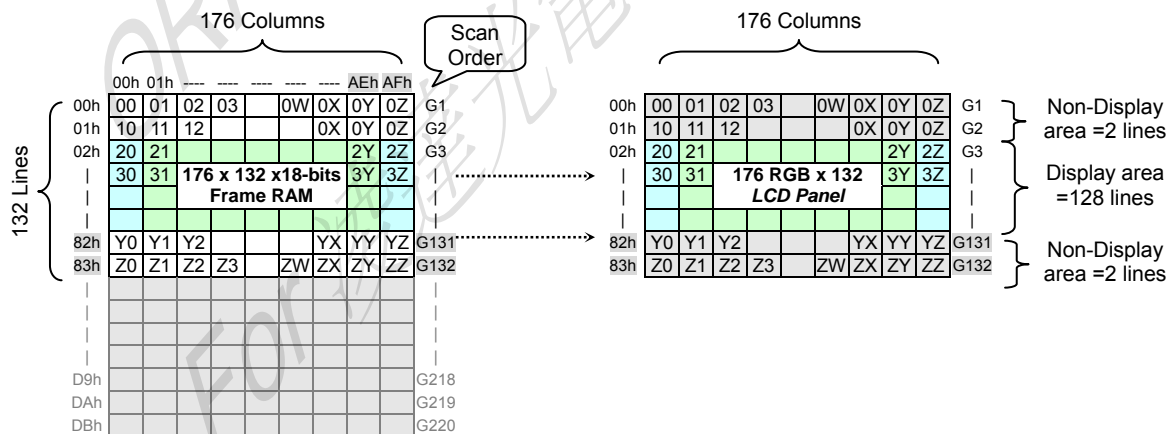 176 Columns
176 Columns
Scan
Order
00h 01h ---- ---- ---- ---- ---- AEh AFh
00h 00 01 02 03 0W 0X 0Y 0Z G1
01h 10 11 12 0X 0Y 0Z G2
02h 20 21 2Y 2Z G3
30 31 176 x 132 x18-bits 3Y 3Z
Frame RAM
82h Y0 Y1 Y2 YX YY YZ G131
83h Z0 Z1 Z2 Z3 ZW ZX ZY ZZ G132
D9h G218
DAh G219
DBh G220
132 Lines
00h 00 01 02 03 0W 0X 0Y 0Z G1
01h 10 11 12 0X 0Y 0Z G2
02h 20 21 2Y 2Z G3
30 31 176 RGB x 132 3Y 3Z
LCD Panel
82h Y0 Y1 Y2 YX YY YZ G131
83h Z0 Z1 Z2 Z3 ZW ZX ZY ZZ G132
Non-Display
area =2 lines
Display area
=128 lines
Non-Display
area =2 lines
For